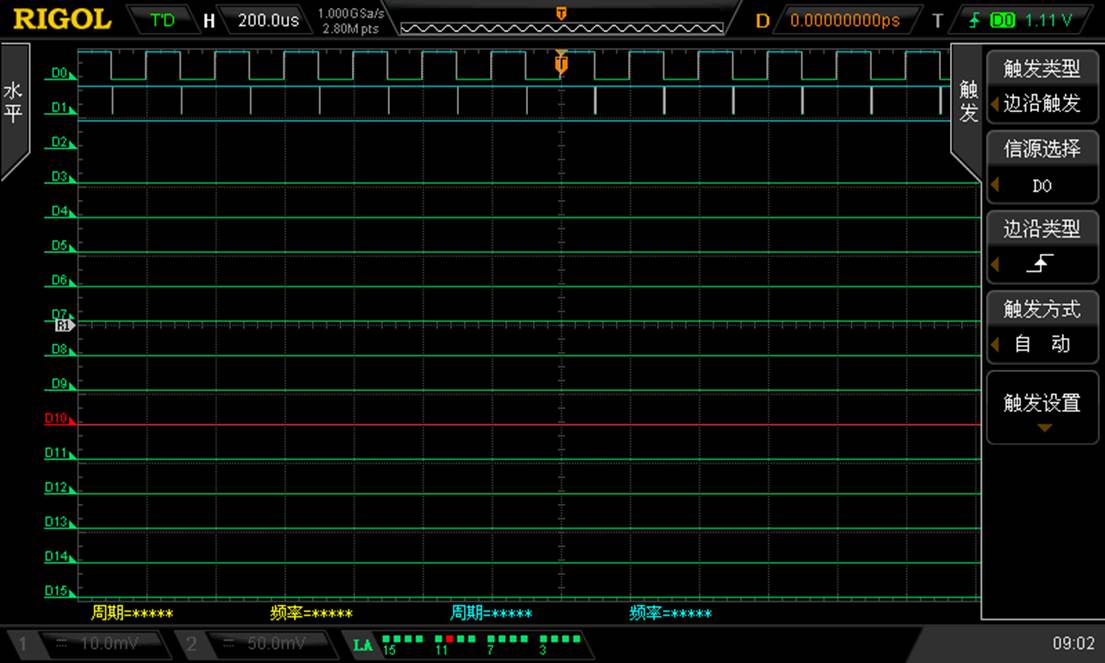 RIGOL T'D H 200.0us 1.000GSa/s D 0.00000000ps T D0 1.11 V
2.80M pts
水平
D0
D1
D2
D3
D4
D5
D6
D7
R1
D8
D9
D10
D11
D12
D13
D14
D15
T
T
触发
触发类型
边沿触发
信源选择
D0
边沿类型
触发方式
自 动
触发设置
周期=***** 频率=***** 周期=***** 频率=*****
1 = 10.0mV 2 = 50.0mV LA 15 11 7 3 09:02